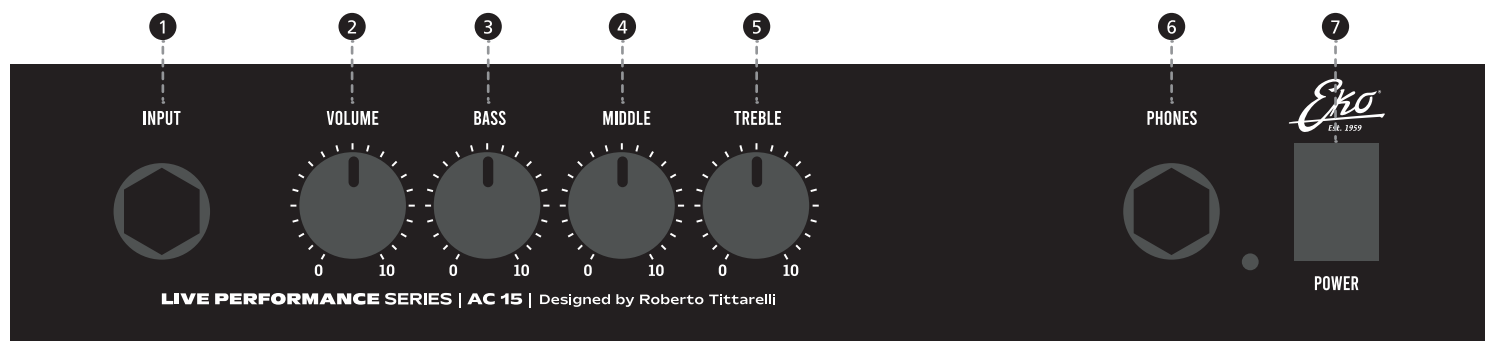 1 2 3 4 5 6 7
INPUT VOLUME BASS MIDDLE TREBLE PHONES Eko®
Est. 1959
0 10 0 10 0 10 0 10
POWER
LIVE PERFORMANCE SERIES | AC 15 | Designed by Roberto Tittarelli